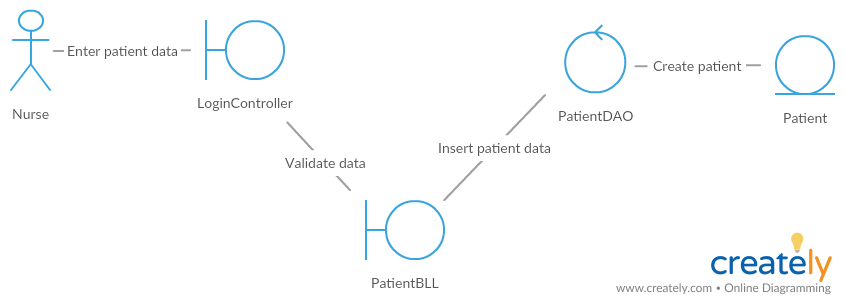 Nurse
Enter patient data
LoginController
Validate data
PatientBLL
Insert patient data
PatientDAO
Create patient
Patient
creately
www.creately.com • Online Diagramming